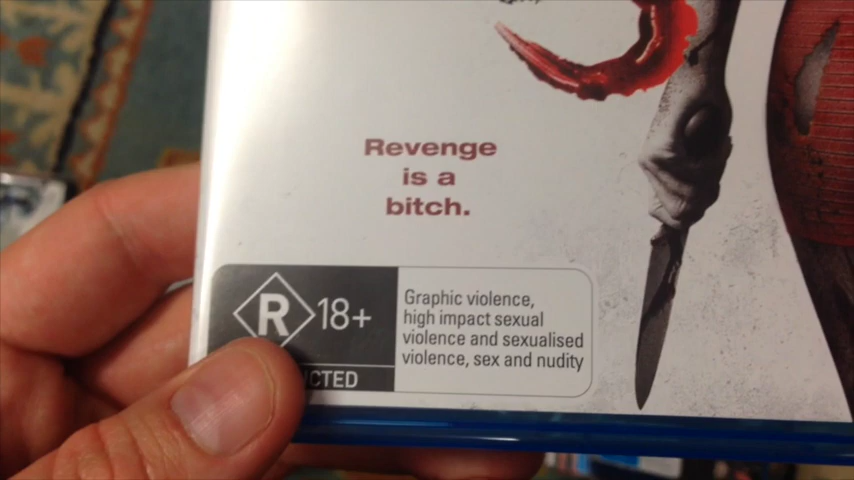 Revenge
is a
bitch.
R 18+
Graphic violence,
high impact sexual
violence and sexualised
violence, sex and nudity